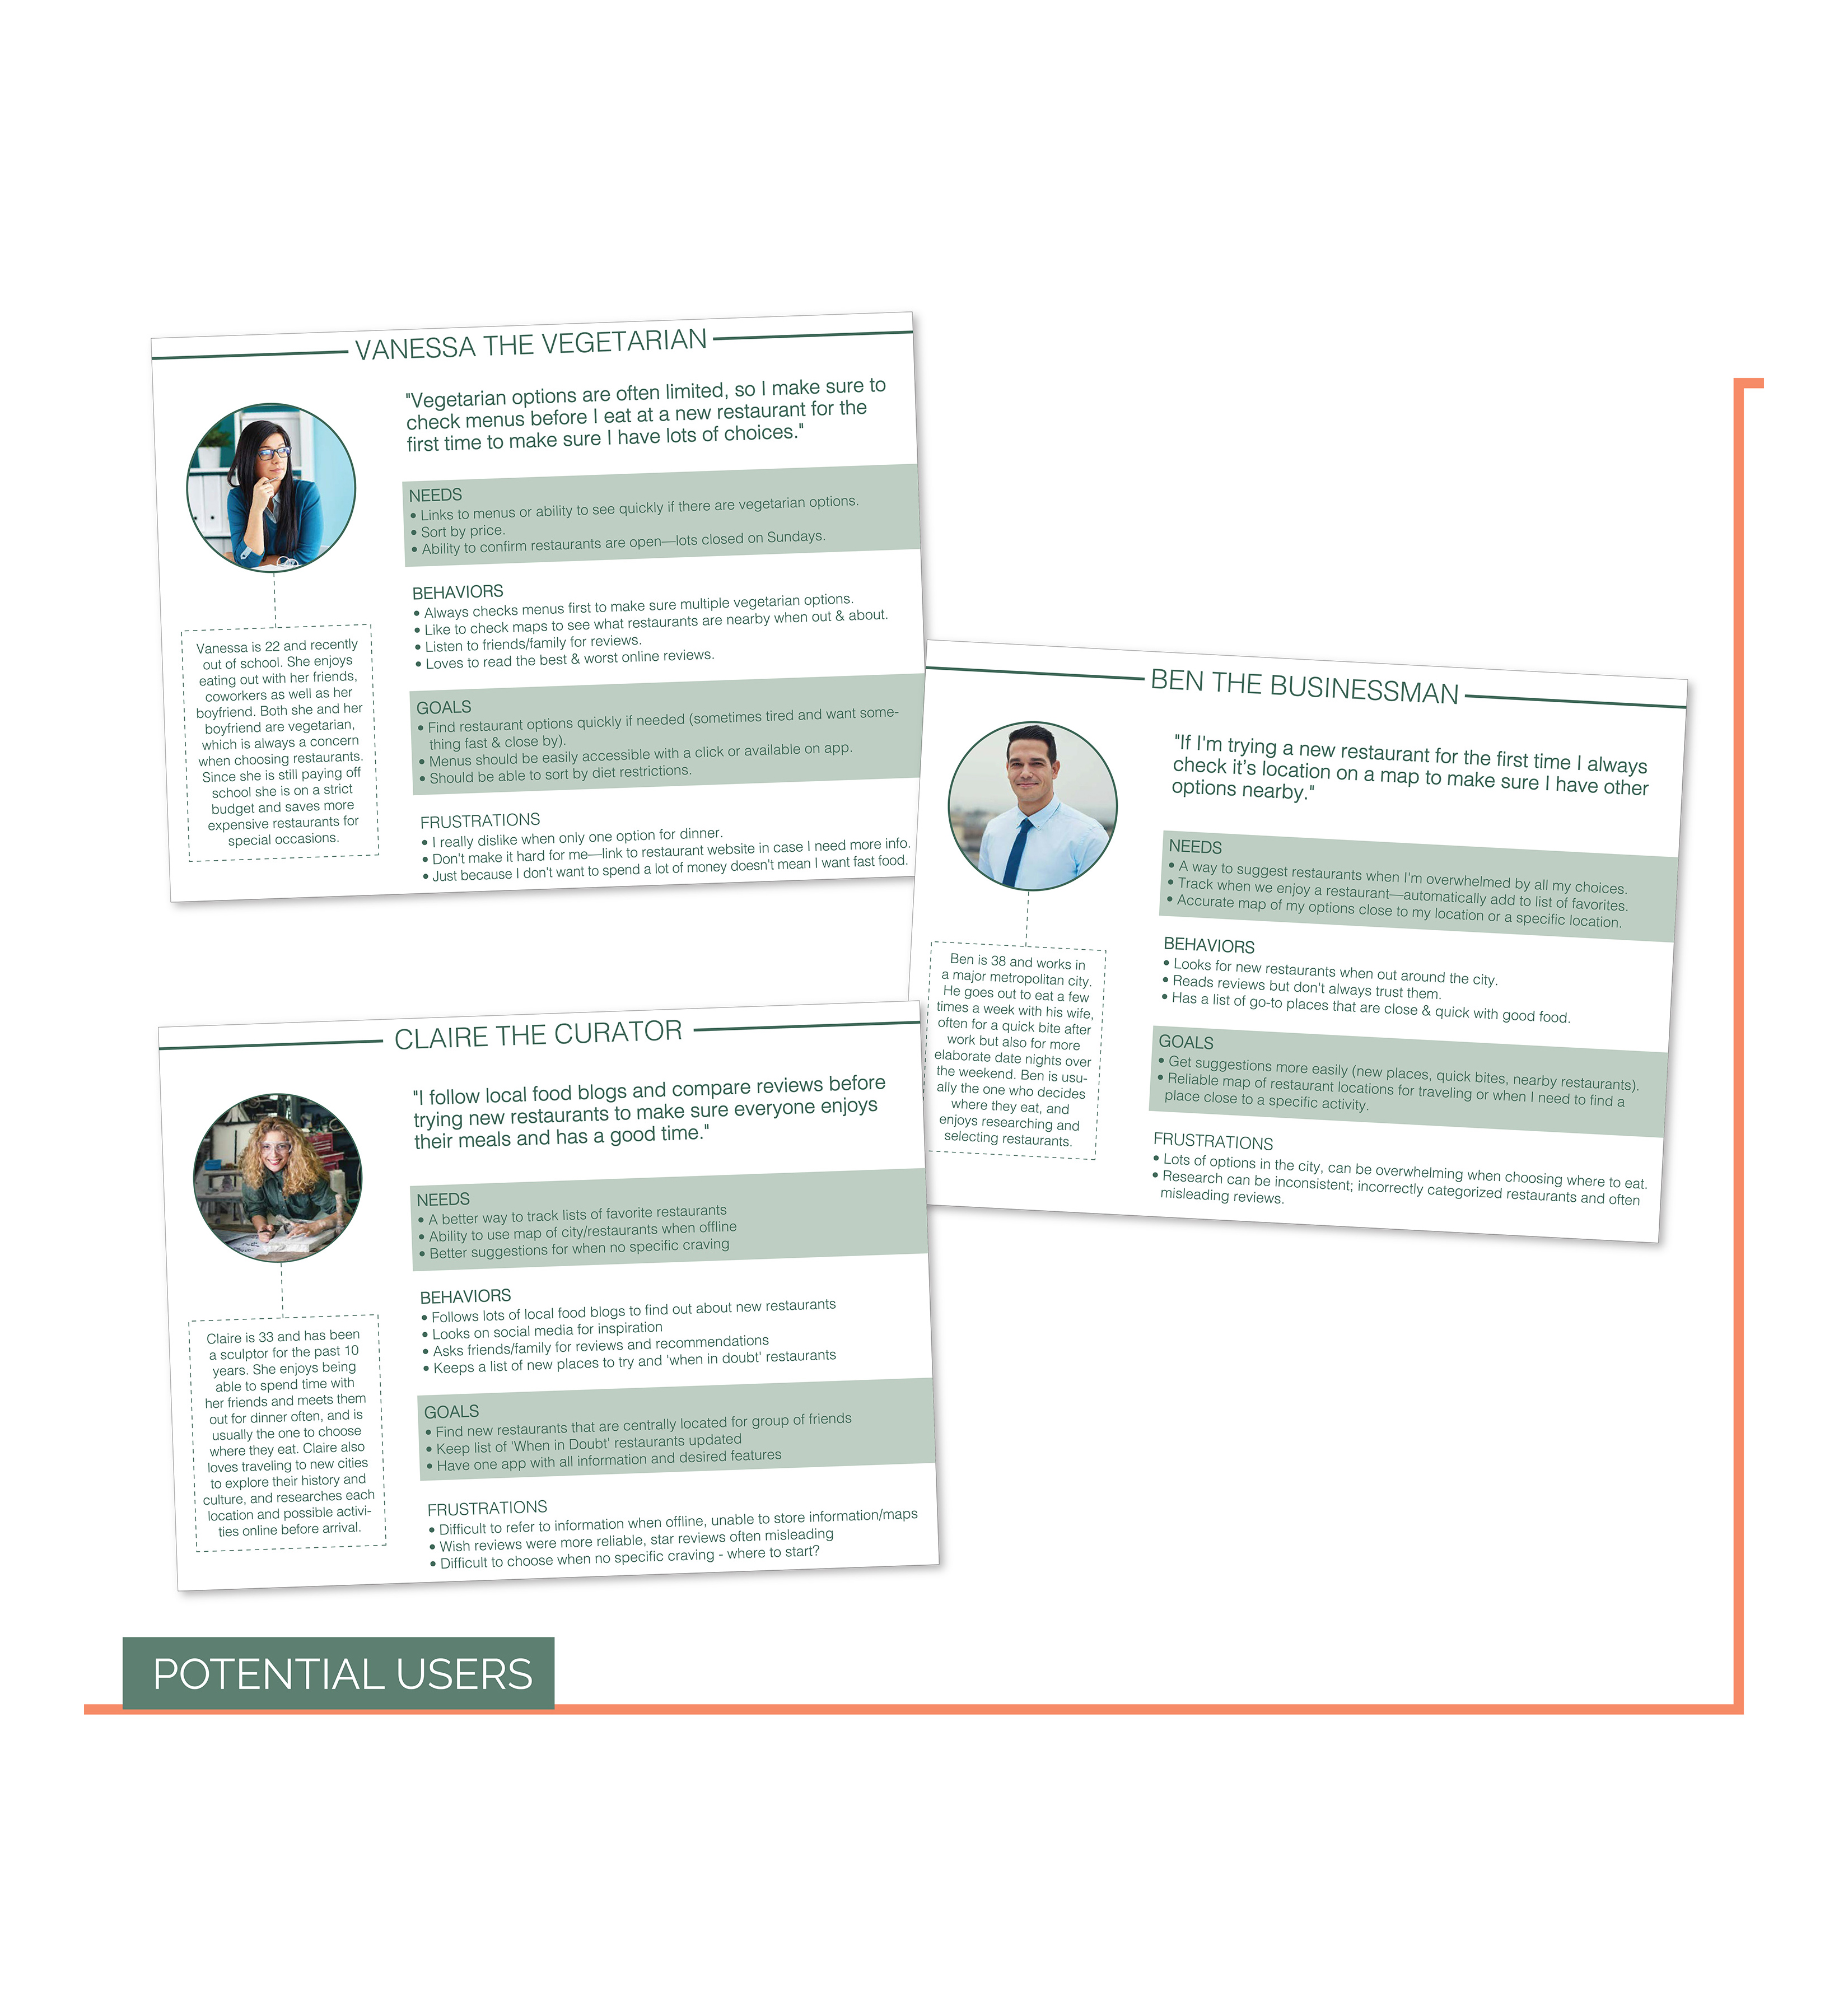 VANESSA THE VEGETARIAN
"Vegetarian options are often limited, so I make sure to
check menus before I eat at a new restaurant for the
first time to make sure I have lots of choices."
NEEDS
• Links to menus or ability to see quickly if there are vegetarian options.
• Sort by price.
• Ability to confirm restaurants are open—lots closed on Sundays.
BEHAVIORS
• Always checks menus first to make sure multiple vegetarian options.
• Like to check maps to see what restaurants are nearby when out & about.
• Listen to friends/family for reviews.
• Loves to read the best & worst online reviews.
GOALS
• Find restaurant options quickly if needed (sometimes tired and want some-
thing fast & close by).
• Menus should be easily accessible with a click or available on app.
• Should be able to sort by diet restrictions.
FRUSTRATIONS
• I really dislike when only one option for dinner.
• Don't make it hard for me—link to restaurant website in case I need more info.
• Just because I don't want to spend a lot of money doesn't mean I want fast food.
Vanessa is 22 and recently
out of school. She enjoys
eating out with her friends,
coworkers as well as her
boyfriend. Both she and her
boyfriend are vegetarian,
which is always a concern
when choosing restaurants.
Since she is still paying off
school she is on a strict
budget and saves more
expensive restaurants for
special occasions.
BEN THE BUSINESSMAN
"If I'm trying a new restaurant for the first time I always
check it's location on a map to make sure I have other
options nearby."
NEEDS
• A way to suggest restaurants when I'm overwhelmed by all my choices.
• Track when we enjoy a restaurant—automatically add to list of favorites.
• Accurate map of my options close to my location or a specific location.
BEHAVIORS
• Looks for new restaurants when out around the city.
• Reads reviews but don't always trust them.
• Has a list of go-to places that are close & quick with good food.
GOALS
• Get suggestions more easily (new places, quick bites, nearby restaurants).
• Reliable map of restaurant locations for traveling or when I need to find a
place close to a specific activity.
FRUSTRATIONS
• Lots of options in the city, can be overwhelming when choosing where to eat.
• Research can be inconsistent; incorrectly categorized restaurants and often
misleading reviews.
Ben is 38 and works in
a major metropolitan city.
He goes out to eat a few
times a week with his wife,
often for a quick bite after
work but also for more
elaborate date nights over
the weekend. Ben is usu-
ally the one who decides
where they eat, and
enjoys researching and
selecting restaurants.
CLAIRE THE CURATOR
"I follow local food blogs and compare reviews before
trying new restaurants to make sure everyone enjoys
their meals and has a good time."
NEEDS
• A better way to track lists of favorite restaurants
• Ability to use map of city/restaurants when offline
• Better suggestions for when no specific craving
BEHAVIORS
• Follows lots of local food blogs to find out about new restaurants
• Looks on social media for inspiration
• Asks friends/family for reviews and recommendations
• Keeps a list of new places to try and 'when in doubt' restaurants
GOALS
• Find new restaurants that are centrally located for group of friends
• Keep list of 'When in Doubt' restaurants updated
• Have one app with all information and desired features
FRUSTRATIONS
• Difficult to refer to information when offline, unable to store information/maps
• Wish reviews were more reliable, star reviews often misleading
• Difficult to choose when no specific craving - where to start?
Claire is 33 and has been
a sculptor for the past 10
years. She enjoys being
able to spend time with
her friends and meets them
out for dinner often, and is
usually the one to choose
where they eat. Claire also
loves traveling to new cities
to explore their history and
culture, and researches each
location and possible activi-
ties online before arrival.
POTENTIAL USERS